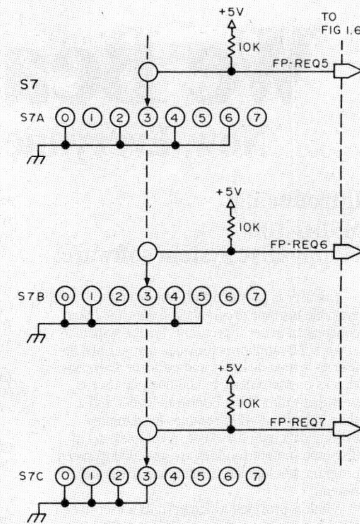 +5V
TO
FIG 1.6
10K
FP-REQ5
S7
S7A 0 1 2 3 4 5 6 7
+5V
10K
FP-REQ6
S7B 0 1 2 3 4 5 6 7
+5V
10K
FP-REQ7
S7C 0 1 2 3 4 5 6 7